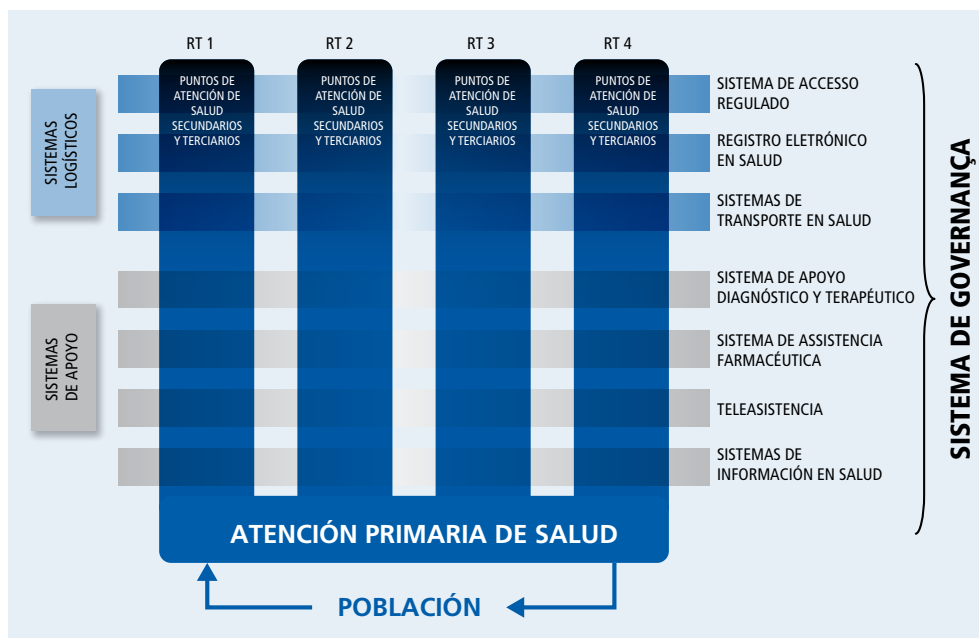 RT 1
RT 2
RT 3
RT 4
PUNTOS DE
ATENCIÓN DE
SALUD
SECUNDARIOS
Y TERCIARIOS
PUNTOS DE
ATENCIÓN DE
SALUD
SECUNDARIOS
Y TERCIARIOS
PUNTOS DE
ATENCIÓN DE
SALUD
SECUNDARIOS
Y TERCIARIOS
PUNTOS DE
ATENCIÓN DE
SALUD
SECUNDARIOS
Y TERCIARIOS
SISTEMAS
LOGÍSTICOS
SISTEMAS
DE APOYO
SISTEMA DE ACCESSO
REGULADO
REGISTRO ELETRÓNICO
EN SALUD
SISTEMAS DE
TRANSPORTE EN SALUD
SISTEMA DE APOYO
DIAGNÓSTICO Y TERAPÉUTICO
SISTEMA DE ASSISTENCIA
FARMACÉUTICA
TELEASISTENCIA
SISTEMAS DE
INFORMACIÓN EN SALUD
SISTEMA DE GOVERNANÇA
ATENCIÓN PRIMARIA DE SALUD
POBLACIÓN